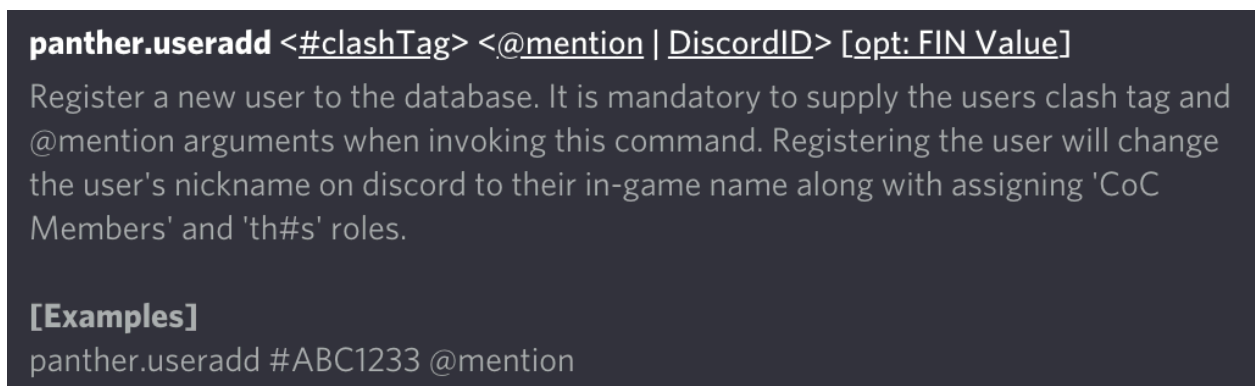 panther.useradd <#clashTag> <@mention | DiscordID> [opt: FIN Value]
Register a new user to the database. It is mandatory to supply the users clash tag and
@mention arguments when invoking this command. Registering the user will change
the user's nickname on discord to their in-game name along with assigning 'CoC
Members' and 'th#s' roles.
[Examples]
panther.useradd #ABC1233 @mention